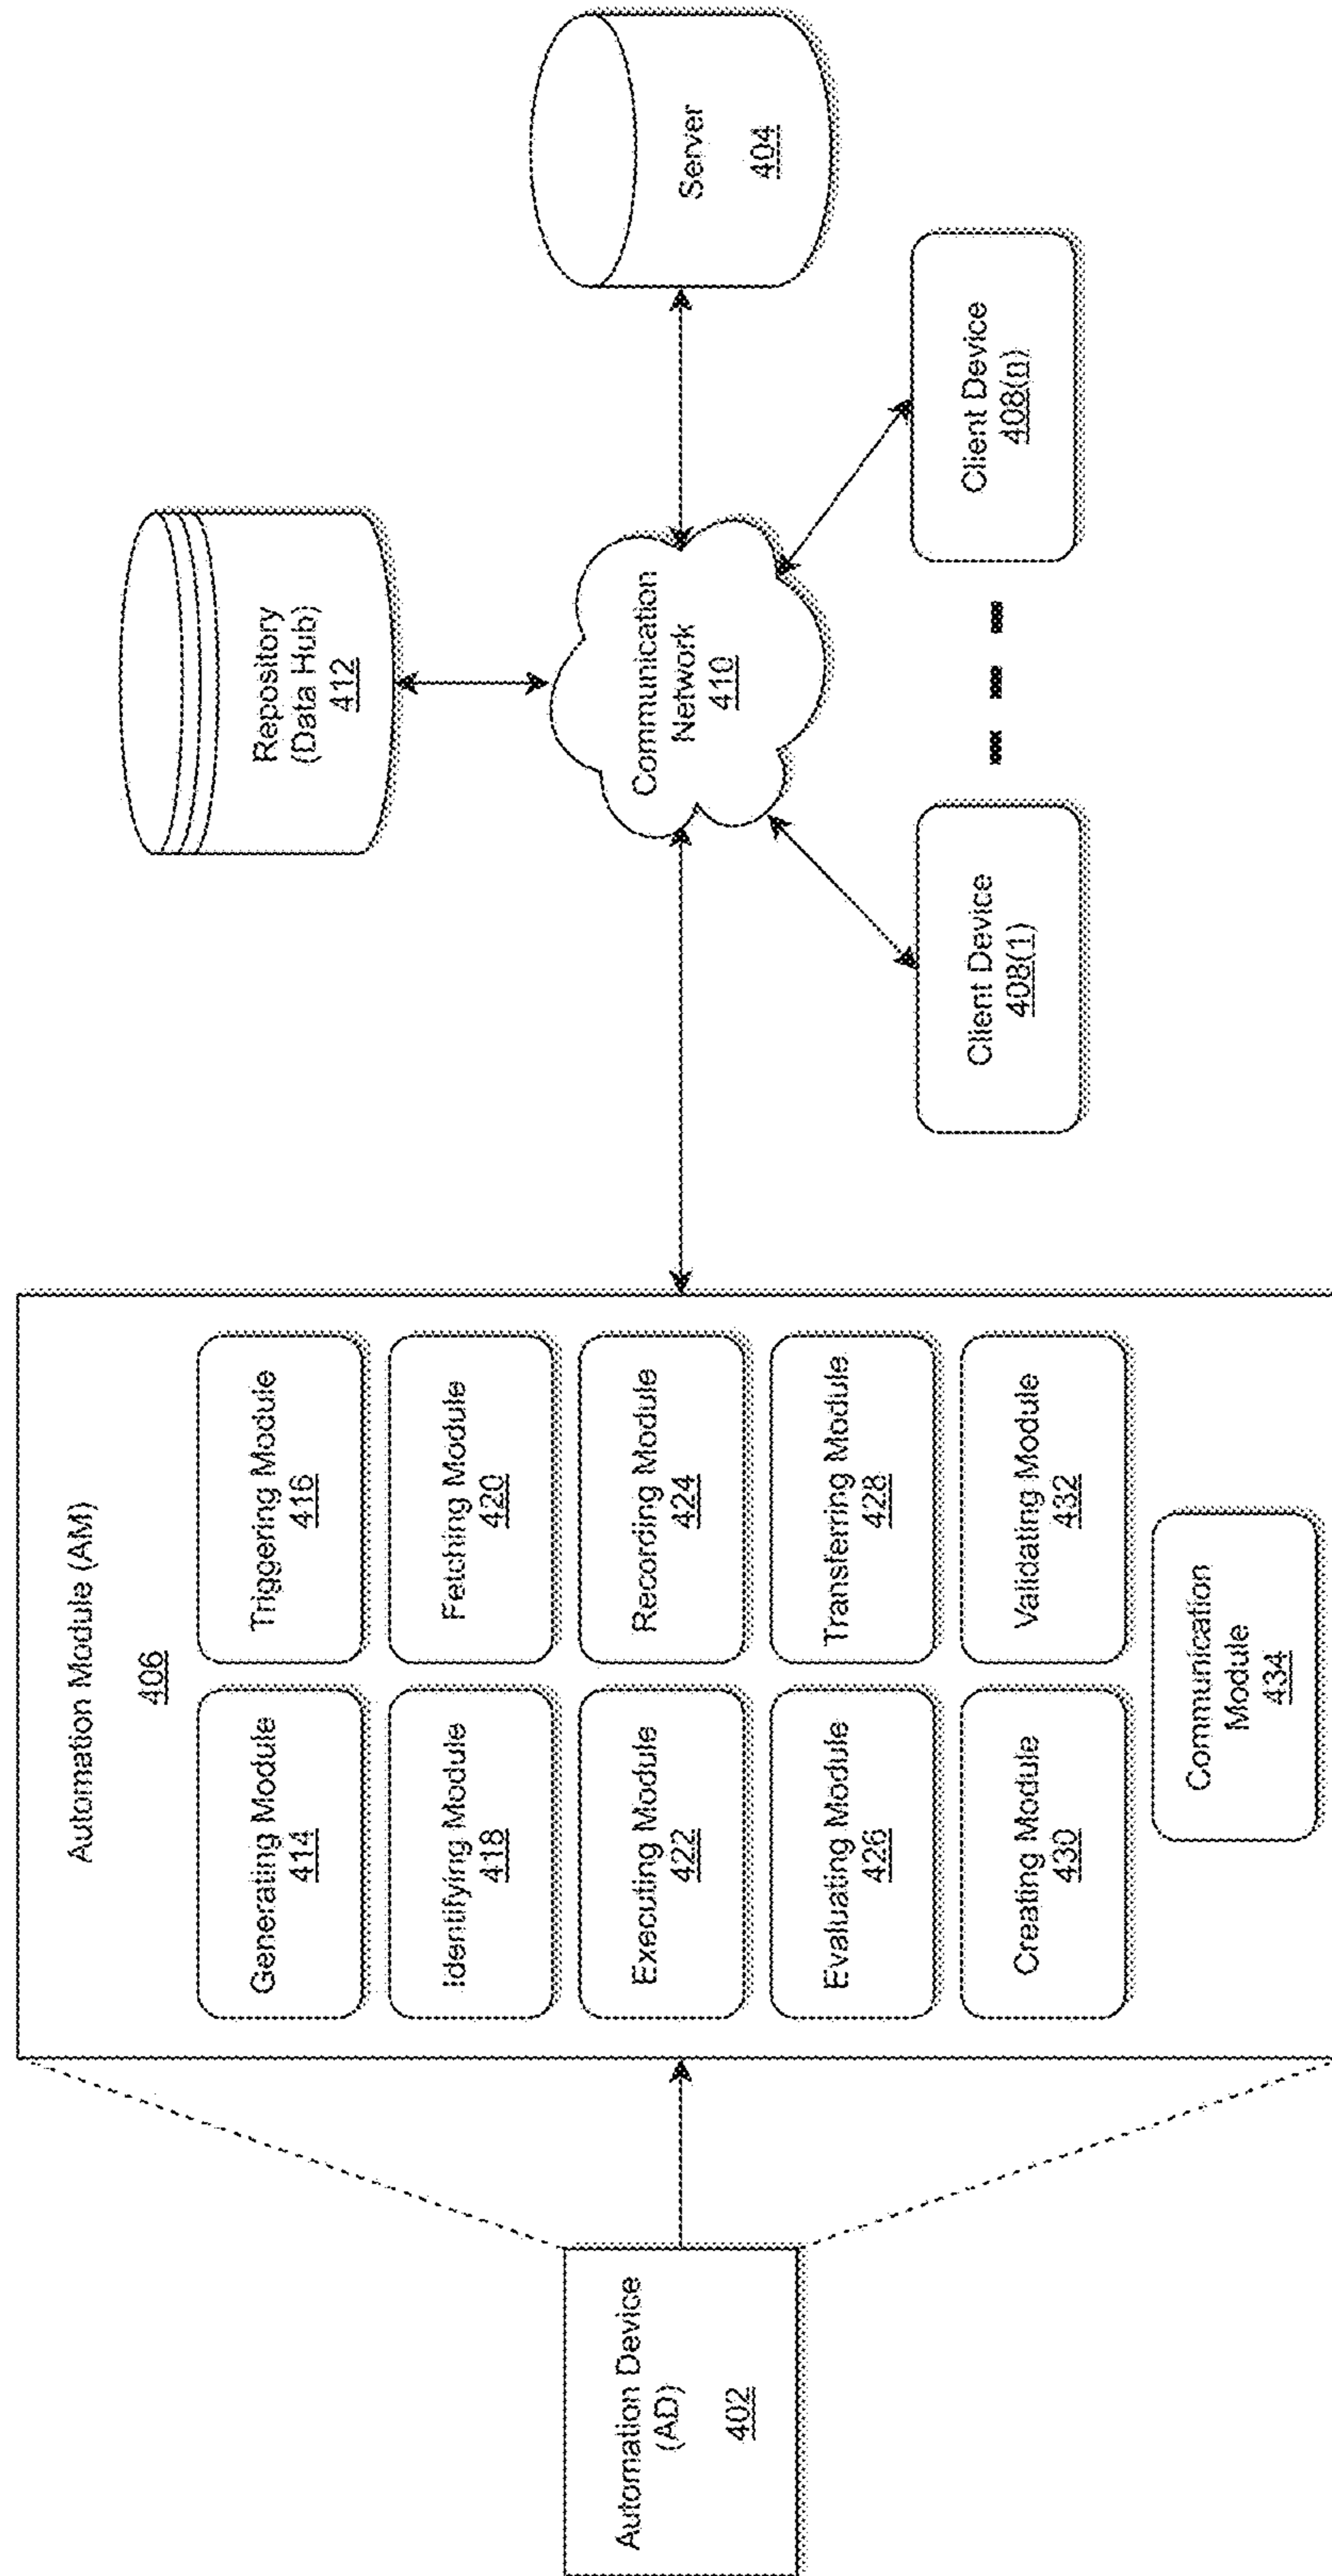 Automation Device
(AD)
402
Automation Module (AM)
406
Generating Module
414
Triggering Module
416
Identifying Module
418
Fetching Module
420
Executing Module
422
Recording Module
424
Evaluating Module
426
Transferring Module
428
Creating Module
430
Validating Module
432
Communication
Module
434
Repository
(Data Hub)
412
Communication
Network
410
Server
404
Client Device
408(1)
Client Device
408(n)